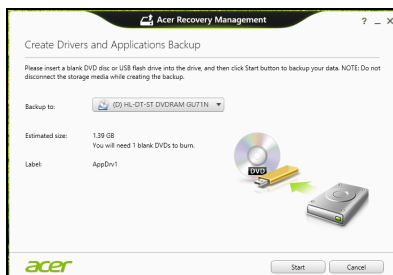 Acer Recovery Management
? _ X
Create Drivers and Applications Backup
Please insert a blank DVD disc or USB flash drive into the drive, and then click Start button to backup your data. NOTE: Do not
disconnect the storage media while creating the backup.
Backup to: (D) HL-DT-ST DVDRAM GU71N
Estimated size: 1.39 GB
You will need 1 blank DVDs to burn.
Label: AppDrv1
DVD
acer Start Cancel